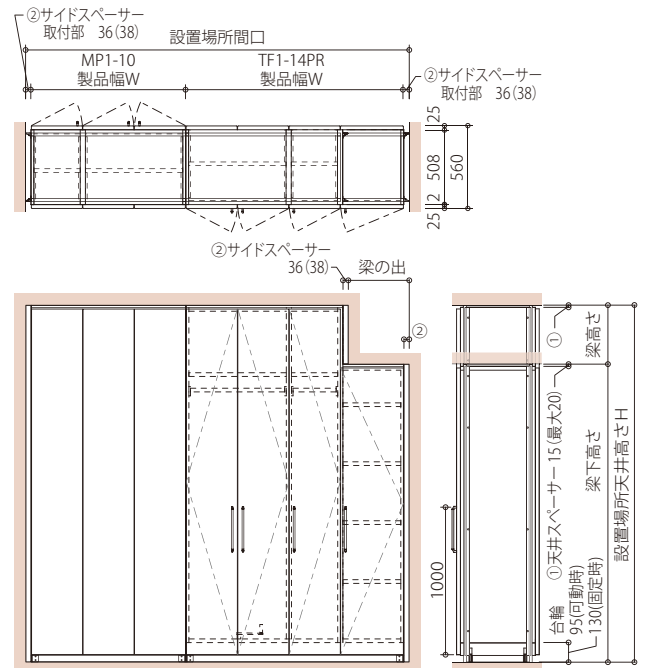 ②サイドスペーサー
取付部 36(38)
設置場所間口
MP1-10
製品幅W
TF1-14PR
製品幅W
②サイドスペーサー
取付部 36(38)
25
508
560
2
25
②サイドスペーサー
36(38)
梁の出
②
①
梁高さ
①天井スペーサー15(最大20)
梁下高さ
設置場所天井高さH
1000
台輪
95(可動時)
130(固定時)